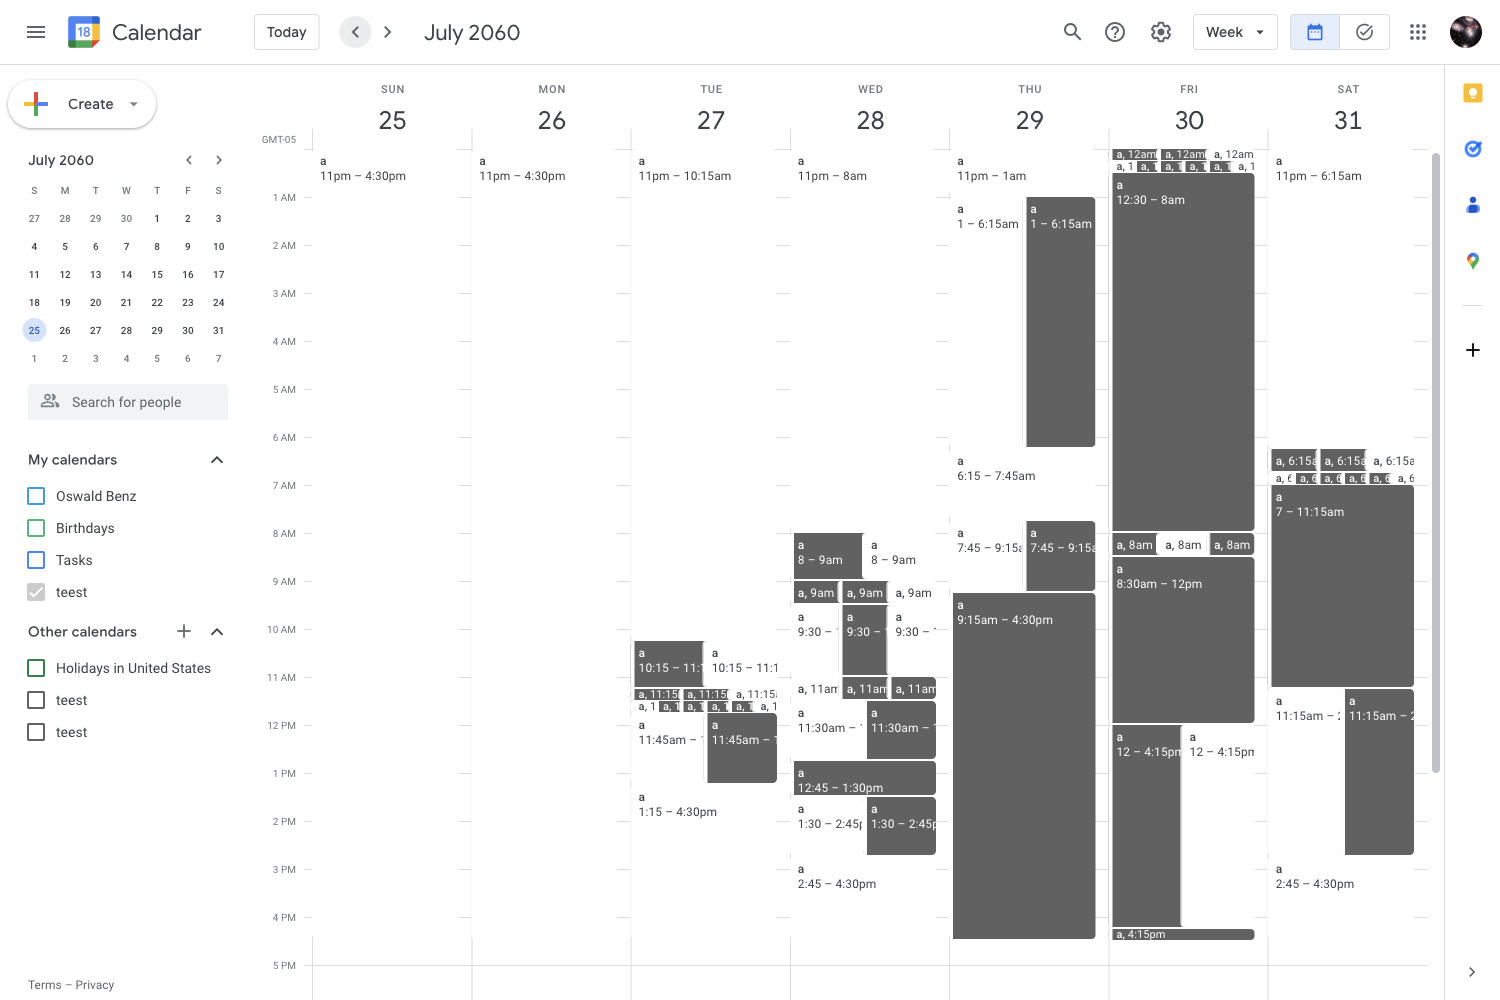 18 Calendar
Today
July 2060
Week
Create
July 2060
S M T W T F S
27 28 29 30 1 2 3
4 5 6 7 8 9 10
11 12 13 14 15 16 17
18 19 20 21 22 23 24
25 26 27 28 29 30 31
1 2 3 4 5 6 7
Search for people
My calendars
Oswald Benz
Birthdays
Tasks
teest
Other calendars
Holidays in United States
teest
teest
Terms – Privacy
GMT-05
1 AM
2 AM
3 AM
4 AM
5 AM
6 AM
7 AM
8 AM
9 AM
10 AM
11 AM
12 PM
1 PM
2 PM
3 PM
4 PM
5 PM
SUN
25
a
11pm – 4:30pm
MON
26
a
11pm – 4:30pm
TUE
27
a
11pm – 10:15am
a
10:15 – 11:1
a
10:15 – 11:1
a, 11:15a
a, 11:15a
a, 11:15a
a, 1
a, 1
a, 1
a, 1
a, 1
a, 1
a
11:45am –
a
11:45am – 1
a
1:15 – 4:30pm
WED
28
a
11pm – 8am
a
8 – 9am
a
8 – 9am
a, 9am
a, 9am
a, 9am
a
9:30 –
a
9:30 –
a
9:30 –
a, 11am
a, 11am
a, 11am
a
11:30am –
a
11:30am –
a
12:45 – 1:30pm
a
1:30 – 2:45p
a
1:30 – 2:45p
a
2:45 – 4:30pm
THU
29
a
11pm – 1am
a
1 – 6:15am
a
1 – 6:15am
a
6:15 – 7:45am
a
7:45 – 9:15a
a
7:45 – 9:15a
a
9:15am – 4:30pm
FRI
30
a, 12am
a, 12am
a, 12am
a, 1
a, 1
a, 1
a, 1
a, 1
a, 1
a
12:30 – 8am
a, 8am
a, 8am
a, 8am
a
8:30am – 12pm
a
12 – 4:15pm
a
12 – 4:15pm
a, 4:15pm
SAT
31
a
11pm – 6:15am
a, 6:15a
a, 6:15a
a, 6:15a
a, 6
a, 6
a, 6
a, 6
a, 6
a, 6
a
7 – 11:15am
a
11:15am – 2
a
11:15am – 2
a
2:45 – 4:30pm